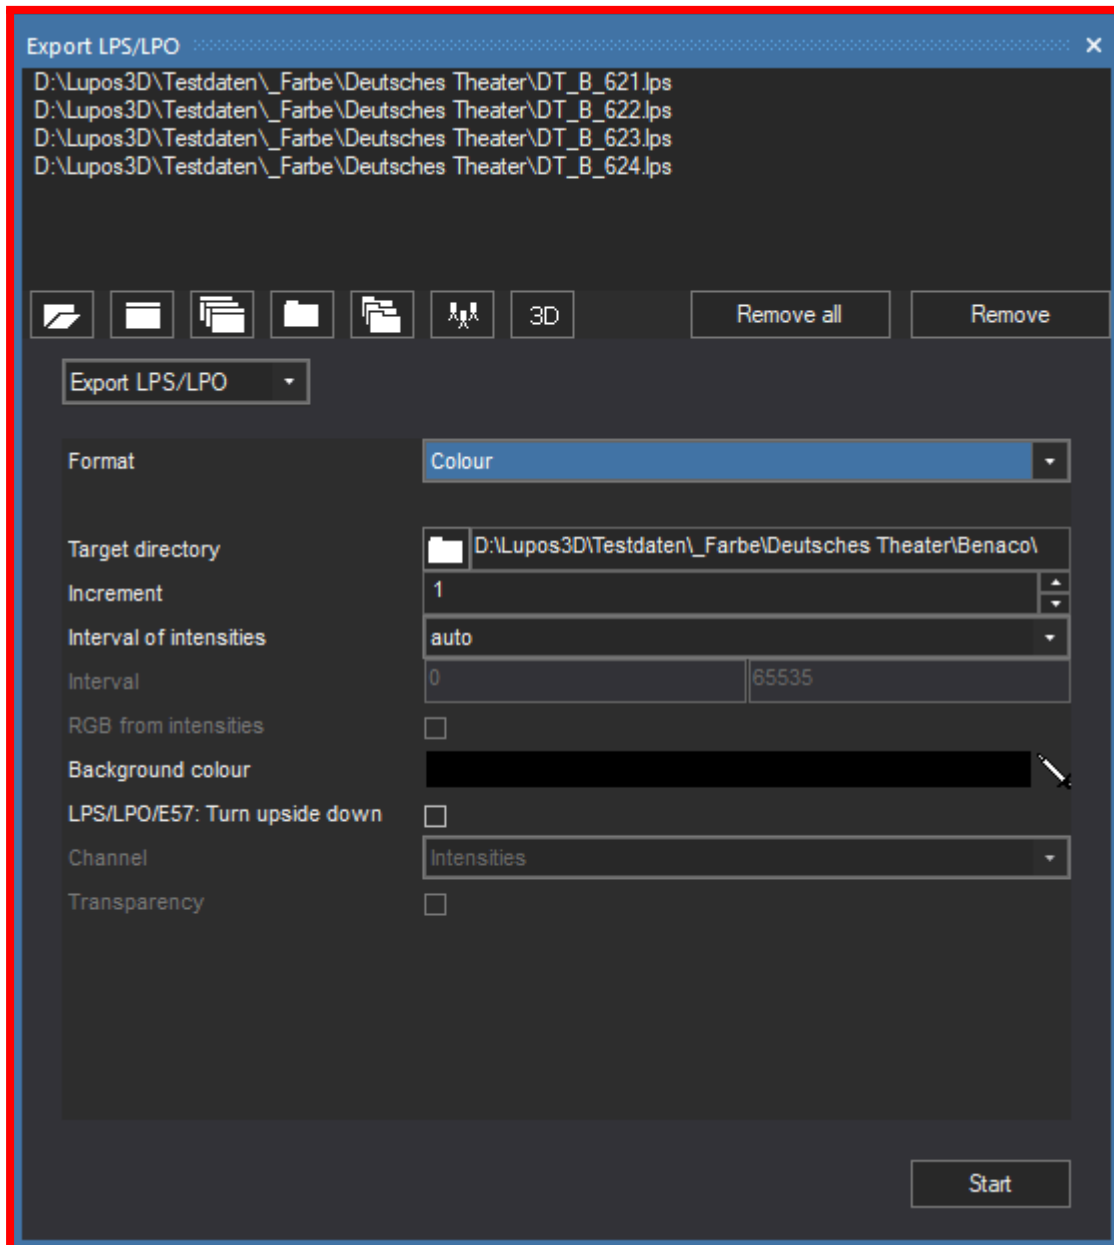 Export LPS/LPO
D:\Lupos3D\Testdaten\_Farbe\Deutsches Theater\DT_B_621.lps
D:\Lupos3D\Testdaten\_Farbe\Deutsches Theater\DT_B_622.lps
D:\Lupos3D\Testdaten\_Farbe\Deutsches Theater\DT_B_623.lps
D:\Lupos3D\Testdaten\_Farbe\Deutsches Theater\DT_B_624.lps
3D Remove all Remove
Export LPS/LPO
Format Colour
Target directory D:\Lupos3D\Testdaten\_Farbe\Deutsches Theater\Benaco\
Increment 1
Interval of intensities auto
Interval 0 65535
RGB from intensities
Background colour
LPS/LPO/E57: Turn upside down
Channel Intensities
Transparency
Start